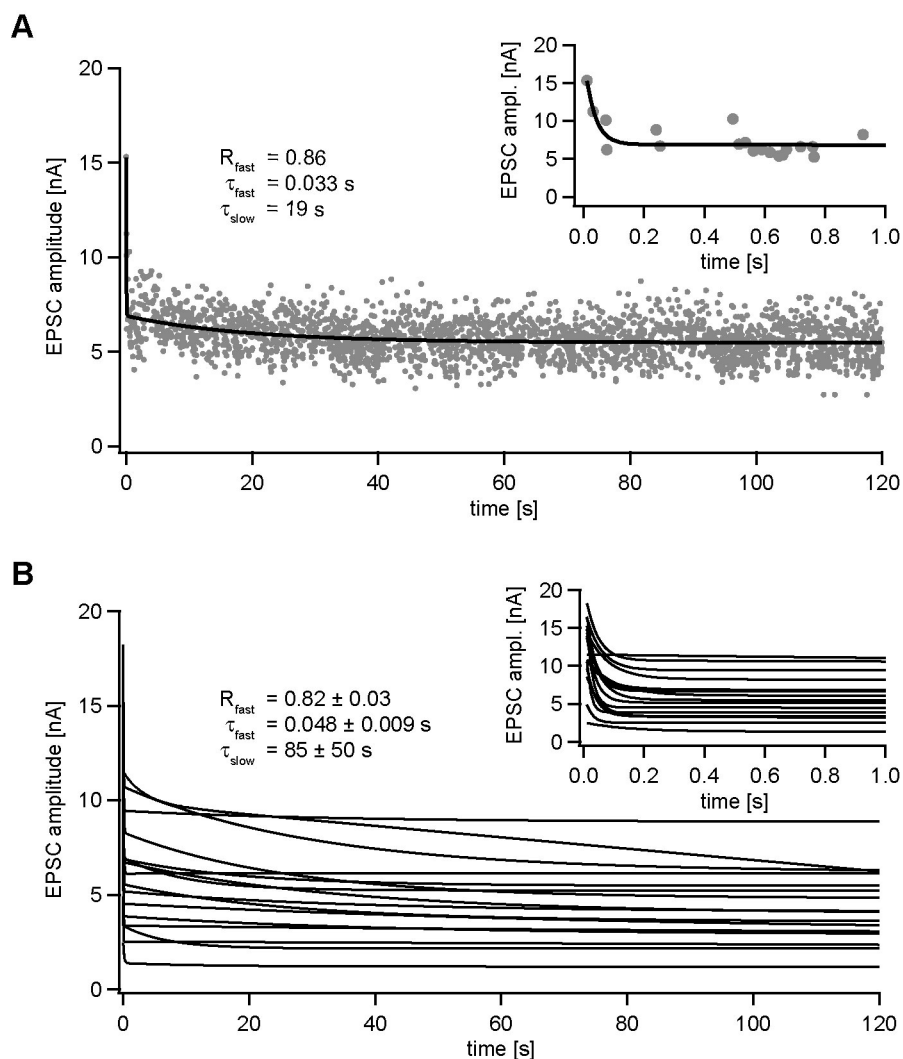 A
20
15
10
5
0
EPSC amplitude [nA]
0 20 40 60 80 100 120
time [s]
R_fast = 0.86
τ_fast = 0.033 s
τ_slow = 19 s
20
15
10
5
0
EPSC ampl. [nA]
0.0 0.2 0.4 0.6 0.8 1.0
time [s]
B
20
15
10
5
0
EPSC amplitude [nA]
0 20 40 60 80 100 120
time [s]
R_fast = 0.82 ± 0.03
τ_fast = 0.048 ± 0.009 s
τ_slow = 85 ± 50 s
20
15
10
5
0
EPSC ampl. [nA]
0.0 0.2 0.4 0.6 0.8 1.0
time [s]